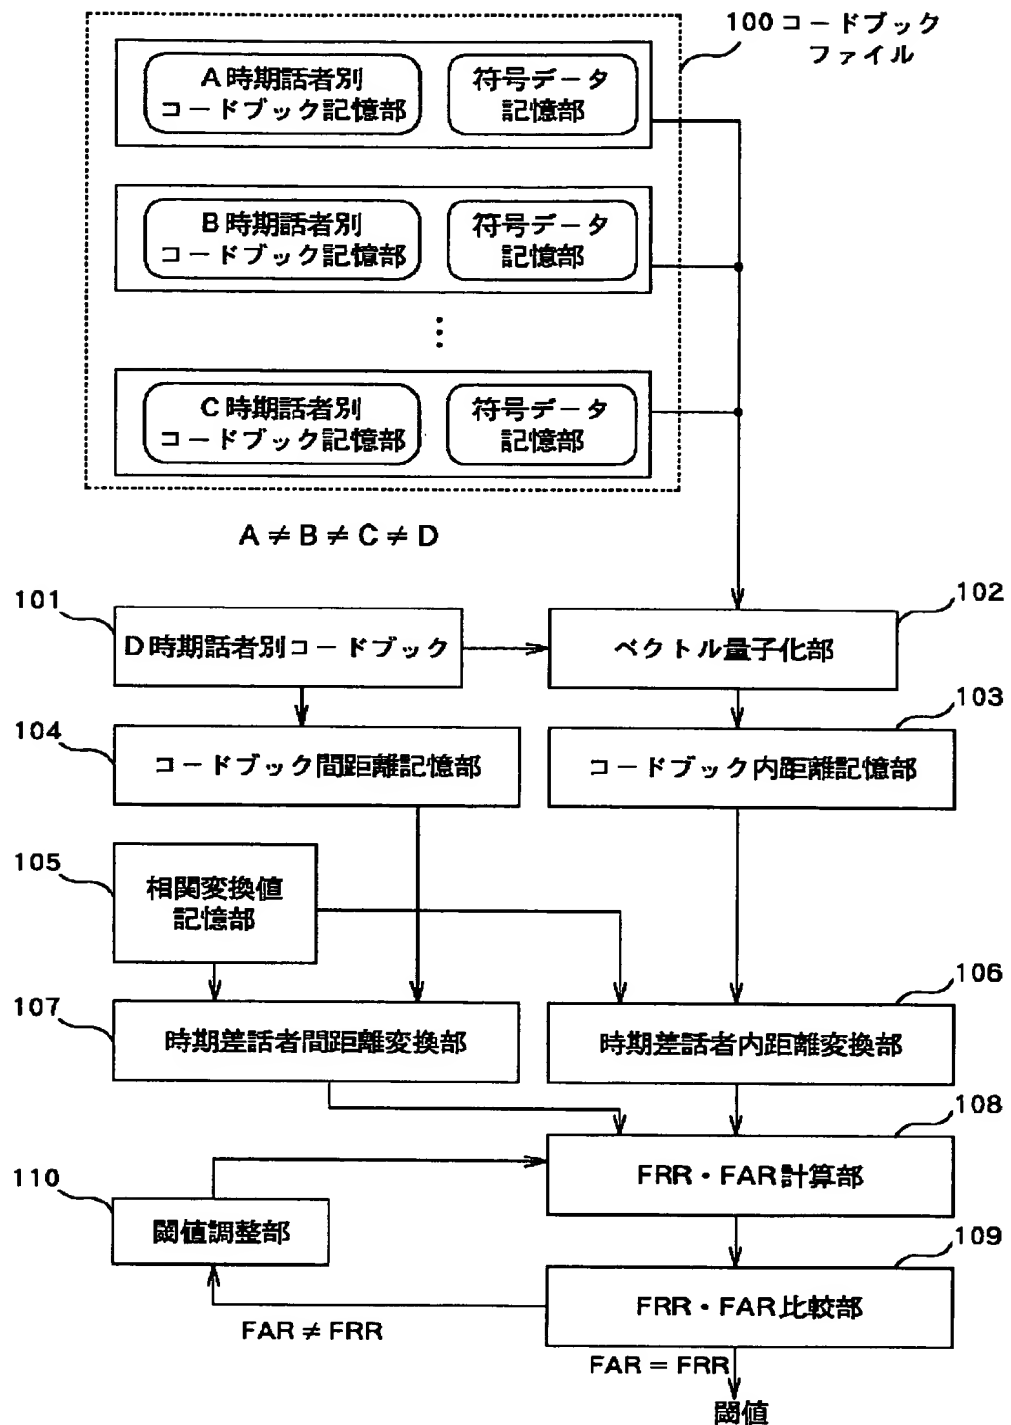 100 コードブック
ファイル
A 時期話者別
コードブック記憶部
符号データ
記憶部
B 時期話者別
コードブック記憶部
符号データ
記憶部
⋮
C 時期話者別
コードブック記憶部
符号データ
記憶部
A ≠ B ≠ C ≠ D
101
D 時期話者別コードブック
102
ベクトル量子化部
104
コードブック間距離記憶部
103
コードブック内距離記憶部
105
相関変換値
記憶部
107
時期差話者間距離変換部
106
時期差話者内距離変換部
108
FRR・FAR 計算部
110
閾値調整部
109
FRR・FAR 比較部
FAR ≠ FRR
FAR = FRR
閾値